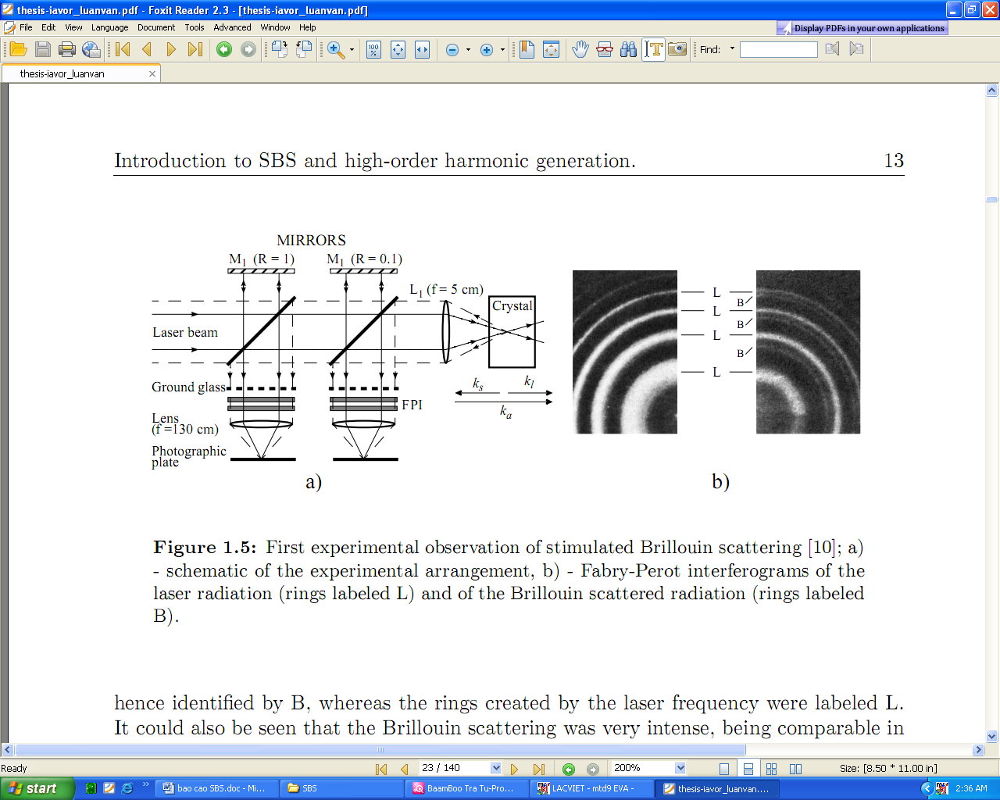 thesis-iavor_luanvan.pdf - Foxit Reader 2.3 - [thesis-iavor_luanvan.pdf]
File Edit View Language Document Tools Advanced Window Help
Display PDFs in your own applications
Find:
thesis-iavor_luanvan
Introduction to SBS and high-order harmonic generation. 13
MIRRORS
M1 (R = 1) M1 (R = 0.1)
L1 (f = 5 cm)
Crystal
Laser beam
Ground glass
ks kl
ka
FPI
Lens
(f =130 cm)
Photographic
plate
a)
L
B
L
B
L
B
L
b)
Figure 1.5: First experimental observation of stimulated Brillouin scattering [10]; a)
- schematic of the experimental arrangement, b) - Fabry-Perot interferograms of the
laser radiation (rings labeled L) and of the Brillouin scattered radiation (rings labeled
B).
hence identified by B, whereas the rings created by the laser frequency were labeled L.
It could also be seen that the Brillouin scattering was very intense, being comparable in
Ready 23 / 140 200% Size: [8.50 * 11.00 in]
start bao cao SBS.doc - Mi... SBS BaamBoo Tra Tu-Pro... LACVIET - mtd9 EVA - thesis-iavor_luanvan.... 2:36 AM